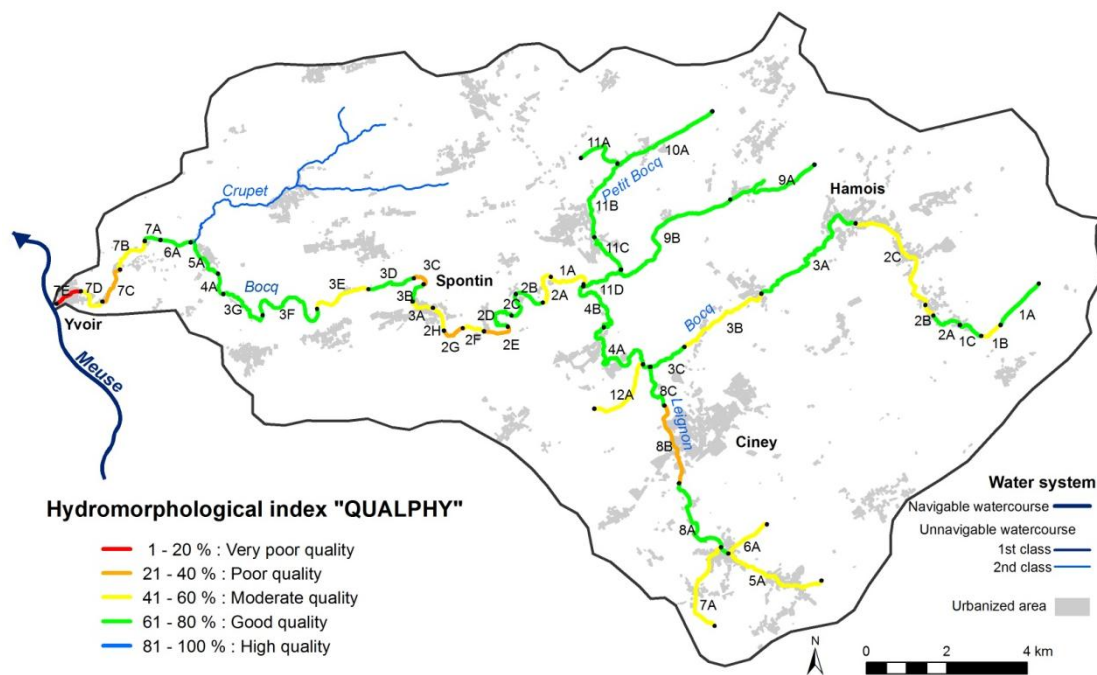 11A
10A
9A
Crupet
Petit Bocq
Hamois
11B
7A
7B
6A
9B
11C
5A
2C
3C
3A
7E
7D
7C
4A
Bocq
3E
3D
Spontin
1A
3G
3F
3B
2B
2C
2A
11D
3A
2D
4B
Bocq
3B
1A
Yvoir
2H
2F
2E
2B
2A
1C
1B
2G
4A
3C
Meuse
12A
8C
Leignon
8B
Ciney
Hydromorphological index "QUALPHY"
1 - 20 % : Very poor quality
21 - 40 % : Poor quality
41 - 60 % : Moderate quality
61 - 80 % : Good quality
81 - 100 % : High quality
8A
6A
5A
7A
Water system
Navigable watercourse
Unnavigable watercourse
1st class
2nd class
Urbanized area
N
0 2 4 km